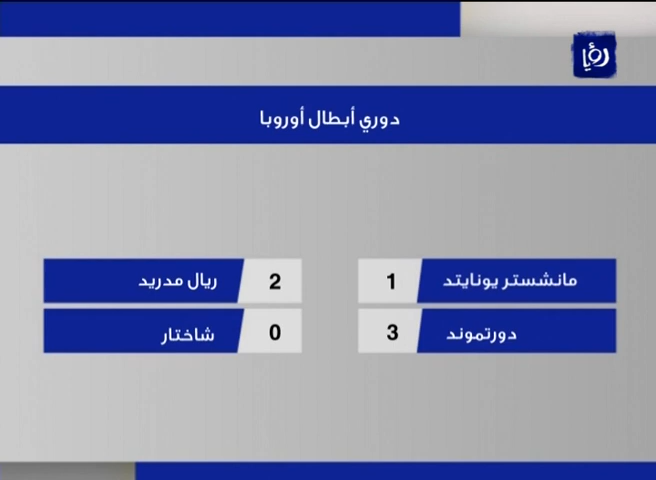 رؤيا
دوري أبطال أوروبا
مانشستر يونايتد 1 2 ريال مدريد
دورتموند 3 0 شاختار